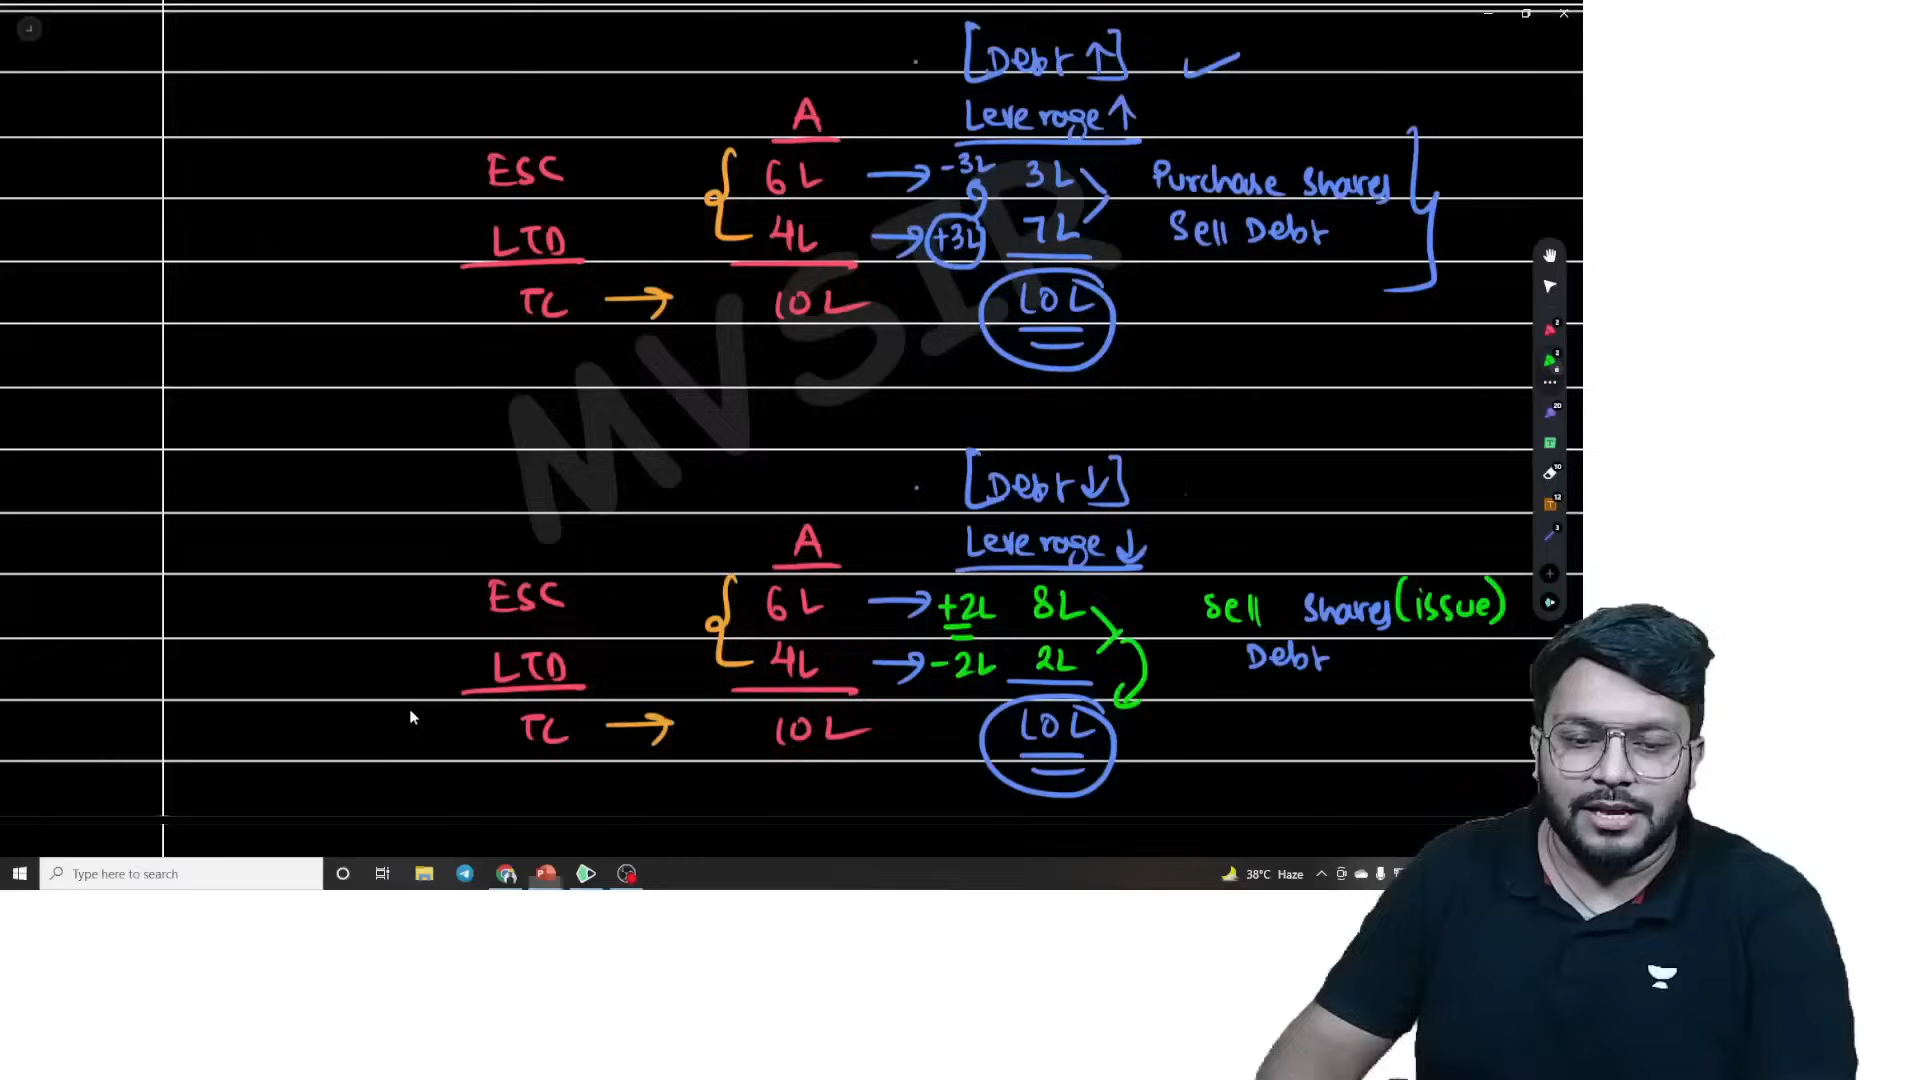 [Debt ↑] ✓
A Leverage ↑
ESC 6L → -3L 3L Purchase Shares
LTD 4L → +3L 7L Sell Debt
TC → 10L 10L
MVSIR
[Debt ↓]
A Leverage ↓
ESC 6L → +2L 8L Sell Shares (issue)
LTD 4L → -2L 2L Debt
TC → 10L 10L
Type here to search 38°C Haze